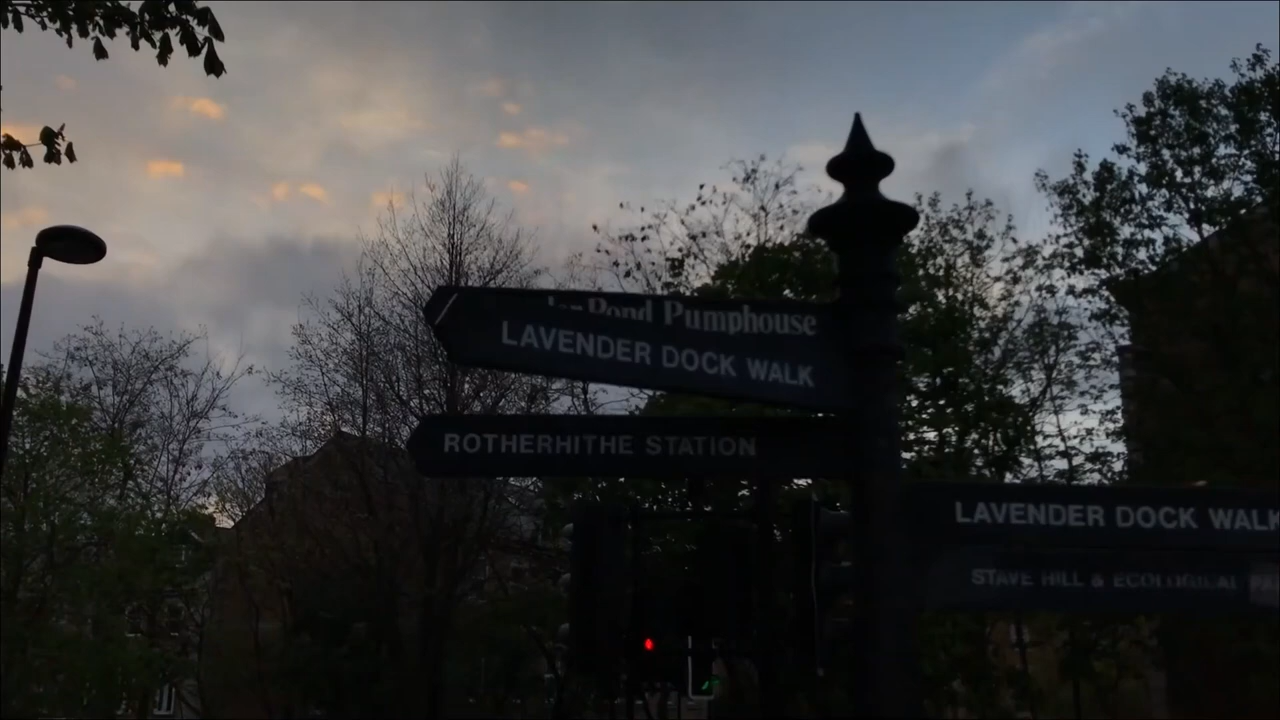 Pond Pumphouse
LAVENDER DOCK WALK
ROTHERHITHE STATION
LAVENDER DOCK WALK
STAVE HILL & ECOLOGICAL